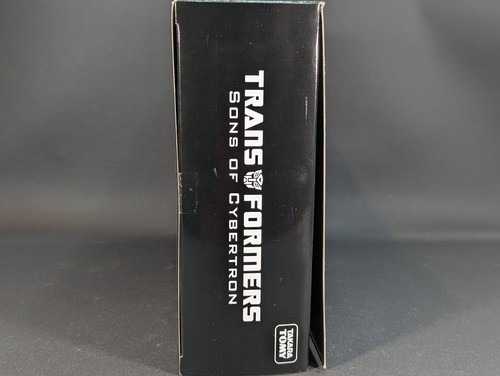 TRANSFORMERS
SONS OF CYBERTRON
TAKARA
TOMY